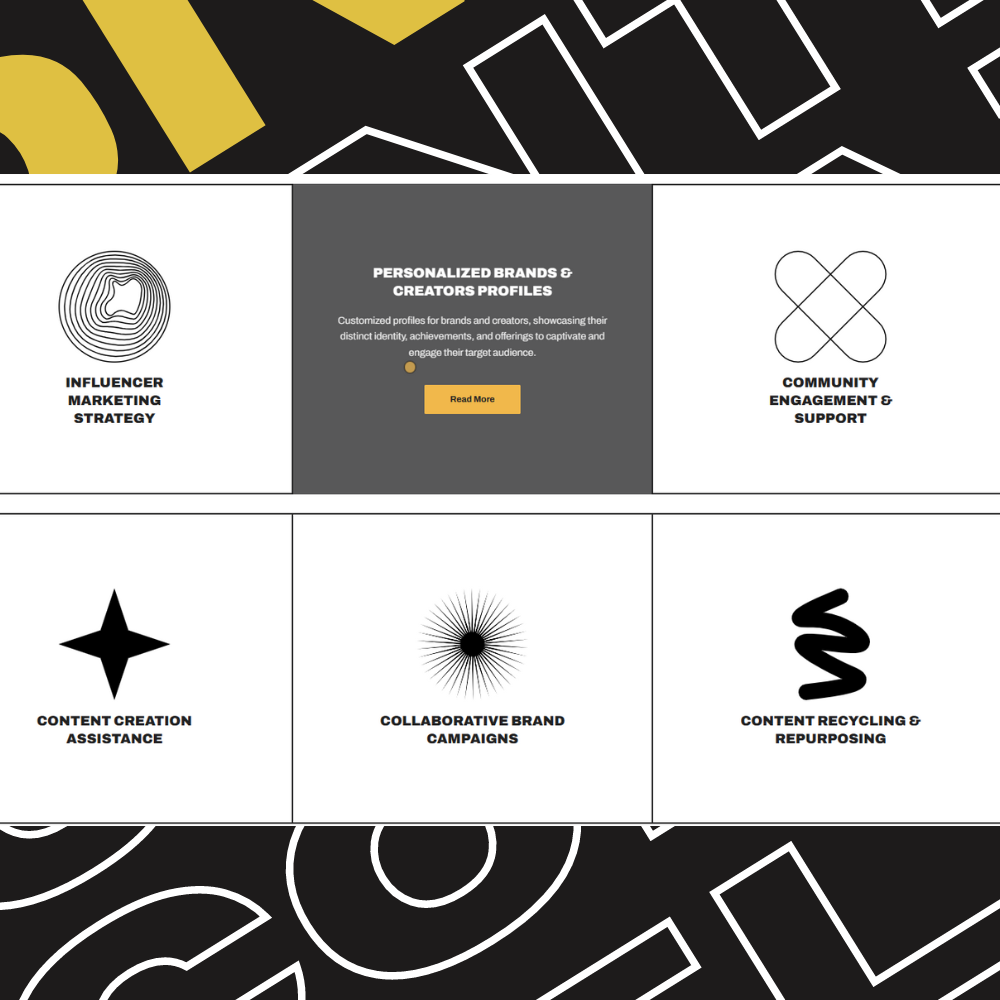 INFLUENCER
MARKETING
STRATEGY
PERSONALIZED BRANDS &
CREATORS PROFILES
Customized profiles for brands and creators, showcasing their
distinct identity, achievements, and offerings to captivate and
engage their target audience.
Read More
COMMUNITY
ENGAGEMENT &
SUPPORT
CONTENT CREATION
ASSISTANCE
COLLABORATIVE BRAND
CAMPAIGNS
CONTENT RECYCLING &
REPURPOSING